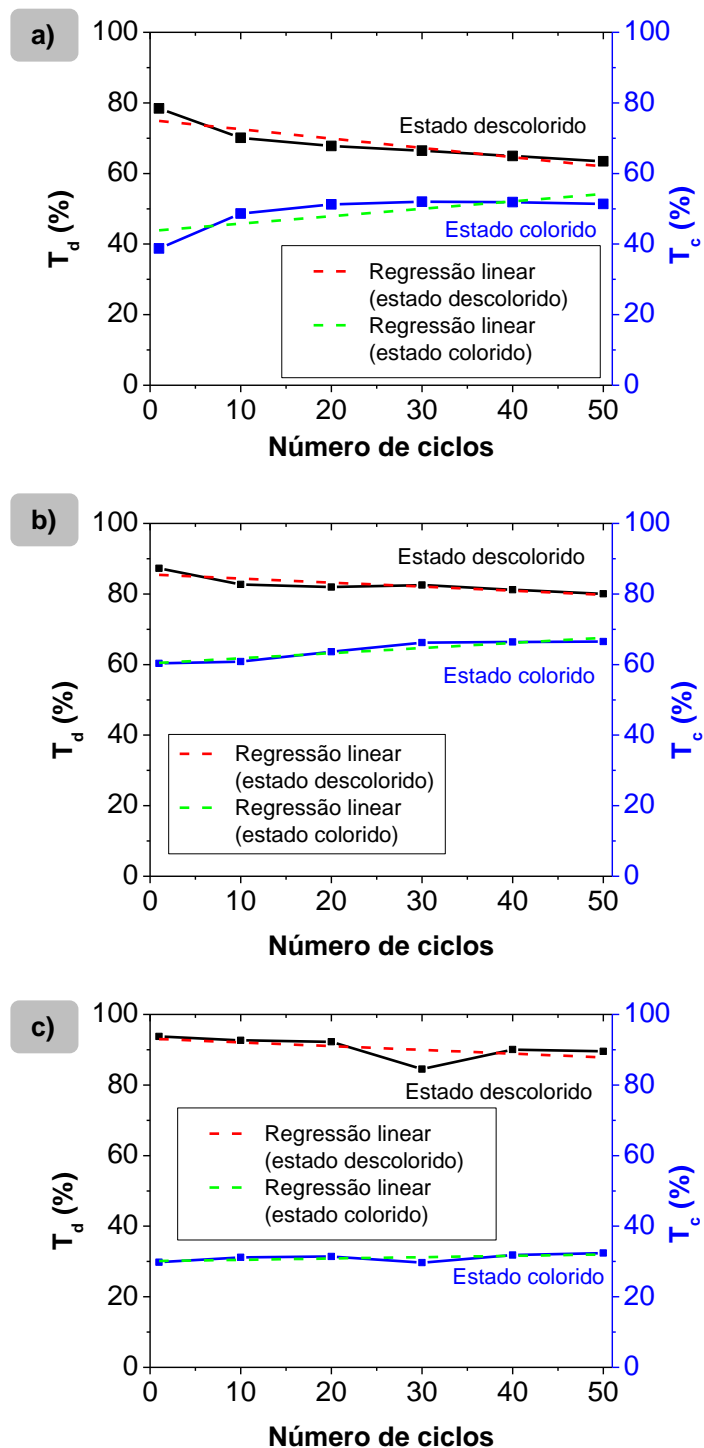 a)
100
80
60
40
20
0
T_d (%)
Estado descolorido
Estado colorido
Regressão linear
(estado descolorido)
Regressão linear
(estado colorido)
100
80
60
40
20
0
T_c (%)
0 10 20 30 40 50
Número de ciclos
b)
100
80
60
40
20
0
T_d (%)
Estado descolorido
Estado colorido
Regressão linear
(estado descolorido)
Regressão linear
(estado colorido)
100
80
60
40
20
0
T_c (%)
0 10 20 30 40 50
Número de ciclos
c)
100
80
60
40
20
0
T_d (%)
Estado descolorido
Regressão linear
(estado descolorido)
Regressão linear
(estado colorido)
Estado colorido
100
80
60
40
20
0
T_c (%)
0 10 20 30 40 50
Número de ciclos